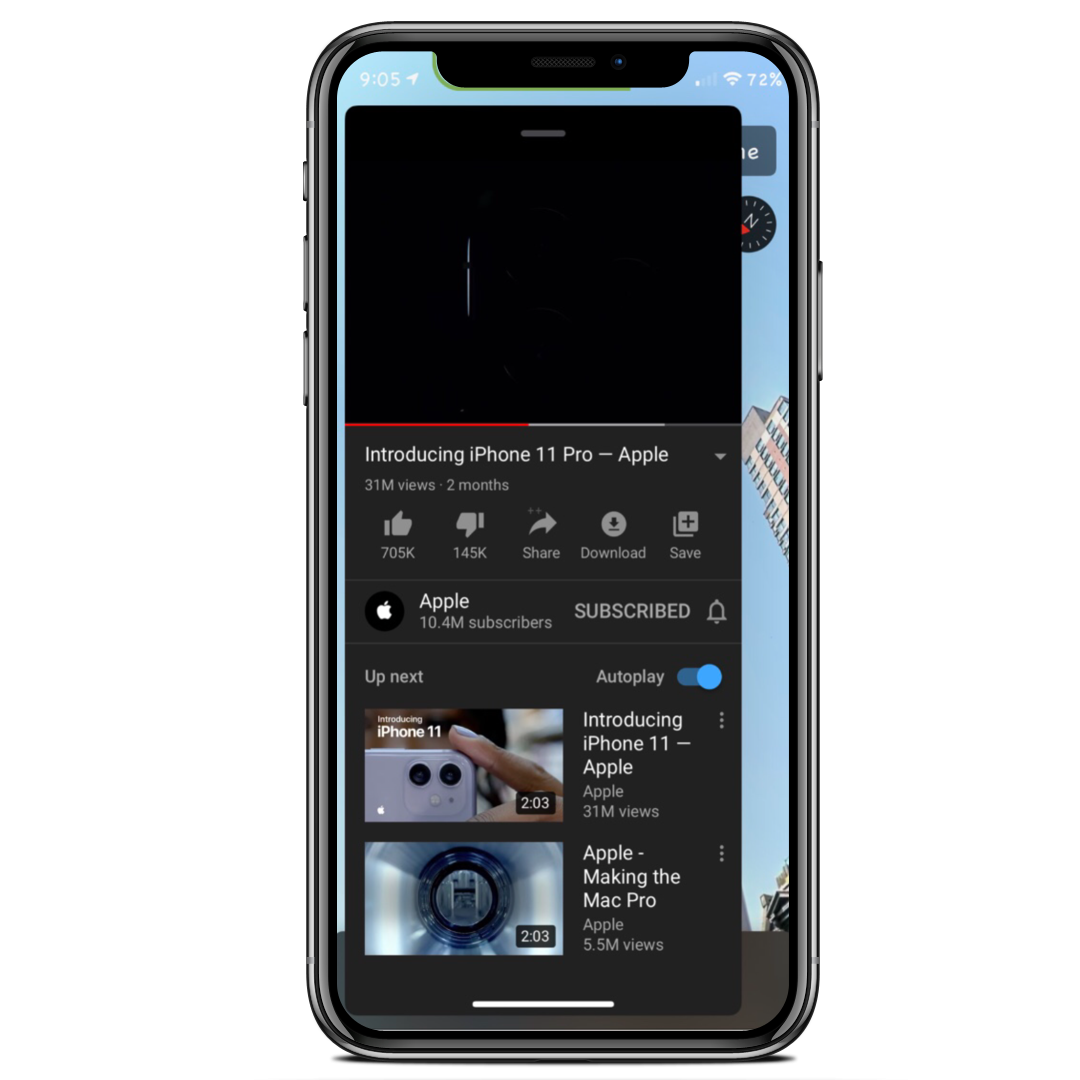 9:05 72%
ne
Introducing iPhone 11 Pro — Apple
31M views · 2 months
705K 145K Share Download Save
Apple
10.4M subscribers
SUBSCRIBED
Up next Autoplay
Introducing
iPhone 11
2:03
Introducing
iPhone 11 —
Apple
Apple
31M views
2:03
Apple -
Making the
Mac Pro
Apple
5.5M views
N